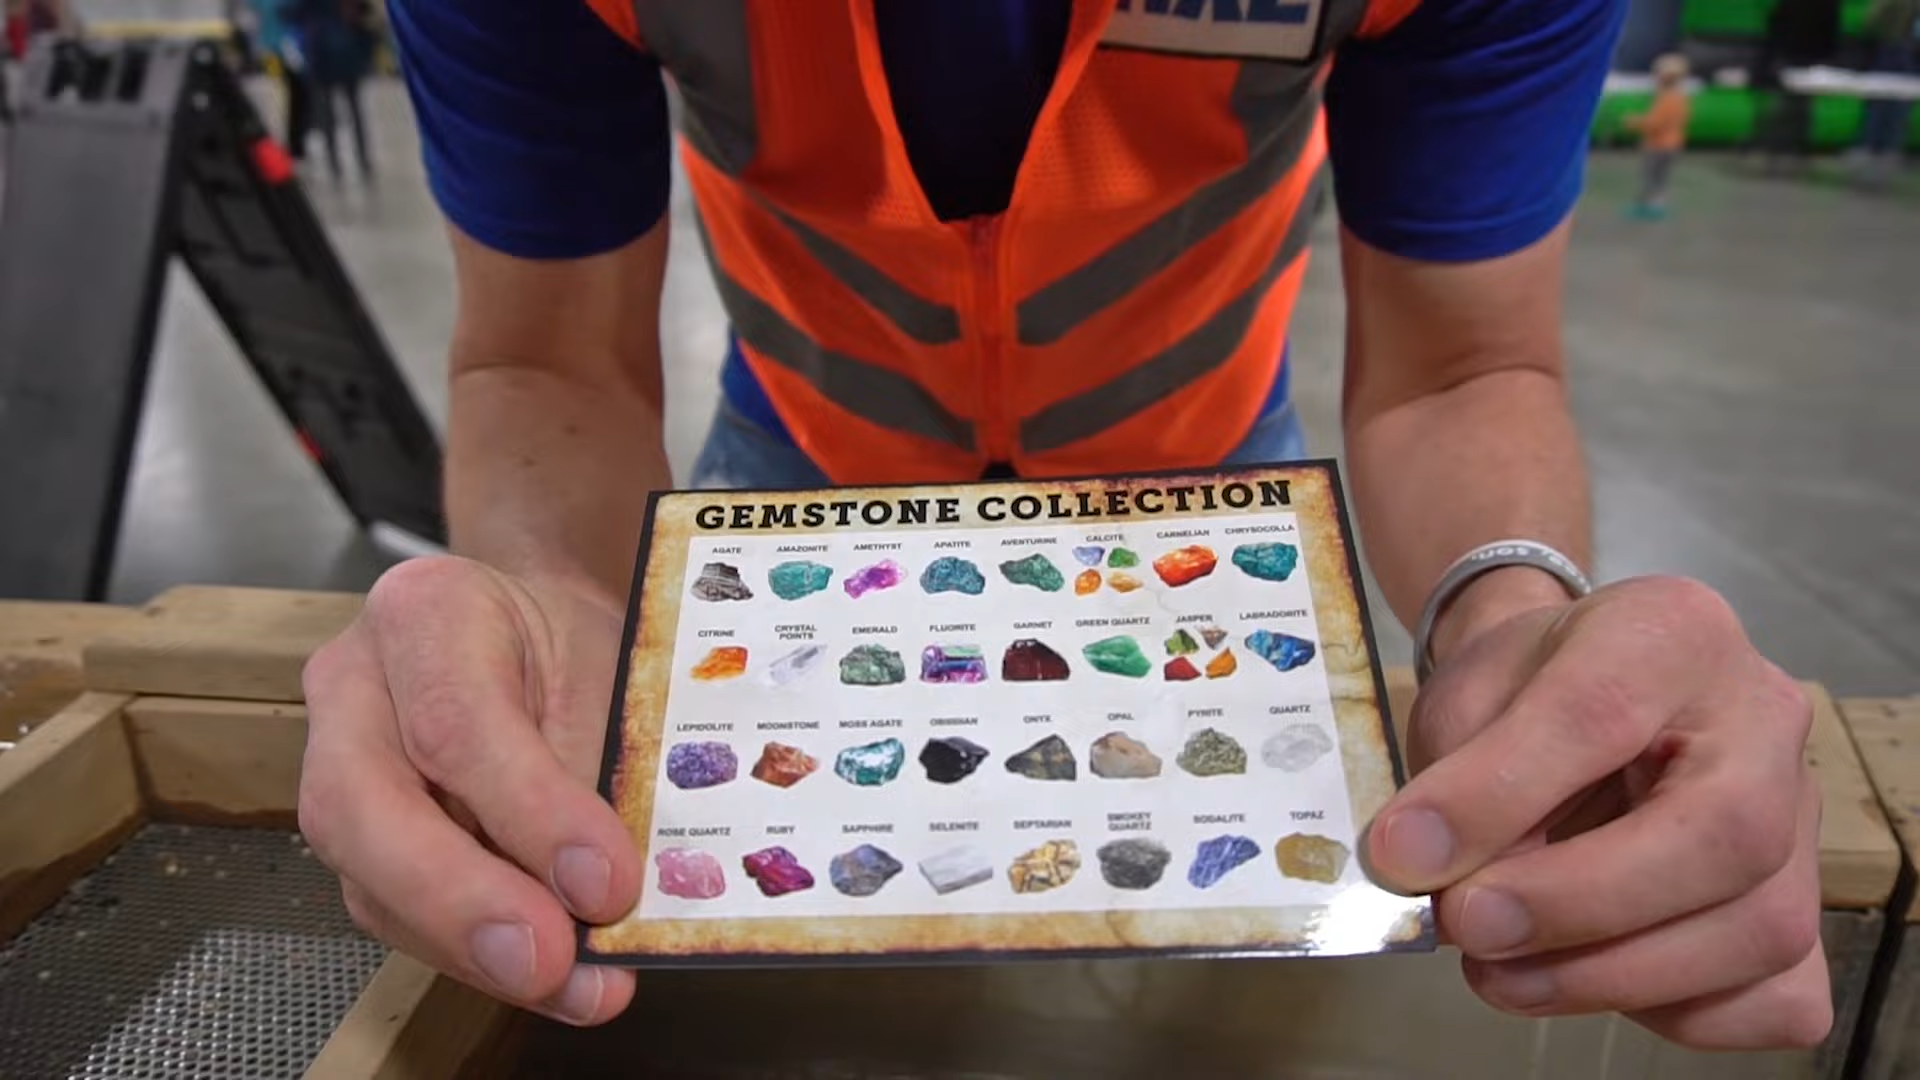 GEMSTONE COLLECTION
AGATE AMAZONITE AMETHYST APATITE AVENTURINE CALCITE CARNELIAN CHRYSOCOLLA
CITRINE CRYSTAL POINTS EMERALD FLUORITE GARNET GREEN QUARTZ JASPER LABRADORITE
LEPIDOLITE MOONSTONE MOSS AGATE OBSIDIAN ONYX OPAL PYRITE QUARTZ
ROSE QUARTZ RUBY SAPPHIRE SELENITE SEPTARIAN SMOKEY QUARTZ SODALITE TOPAZ